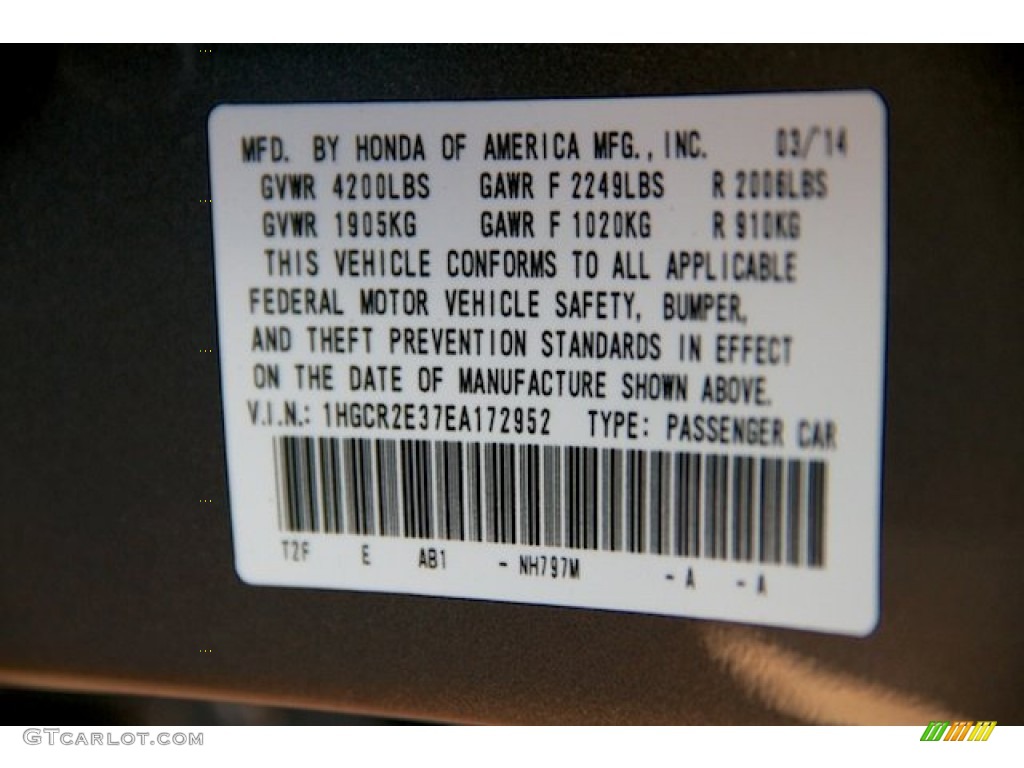 MFD. BY HONDA OF AMERICA MFG., INC. 03/14
GVWR 4200LBS GAWR F 2249LBS R 2006LBS
GVWR 1905KG GAWR F 1020KG R 910KG
THIS VEHICLE CONFORMS TO ALL APPLICABLE
FEDERAL MOTOR VEHICLE SAFETY, BUMPER,
AND THEFT PREVENTION STANDARDS IN EFFECT
ON THE DATE OF MANUFACTURE SHOWN ABOVE.
V.I.N.: 1HGCR2E37EA172952 TYPE: PASSENGER CAR
T2F E AB1 - NH797M - A - A
GTCARLOT.COM